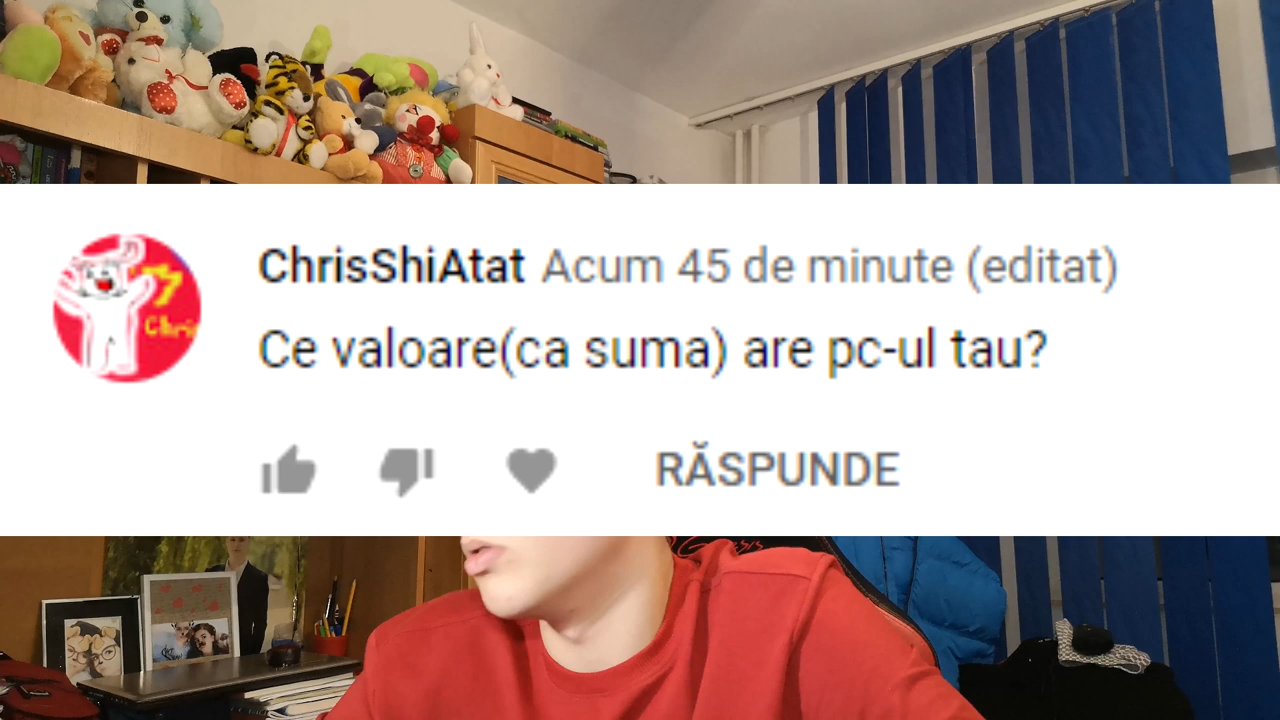 ChrisShiAtat Acum 45 de minute (editat)
Ce valoare(ca suma) are pc-ul tau?
RĂSPUNDE